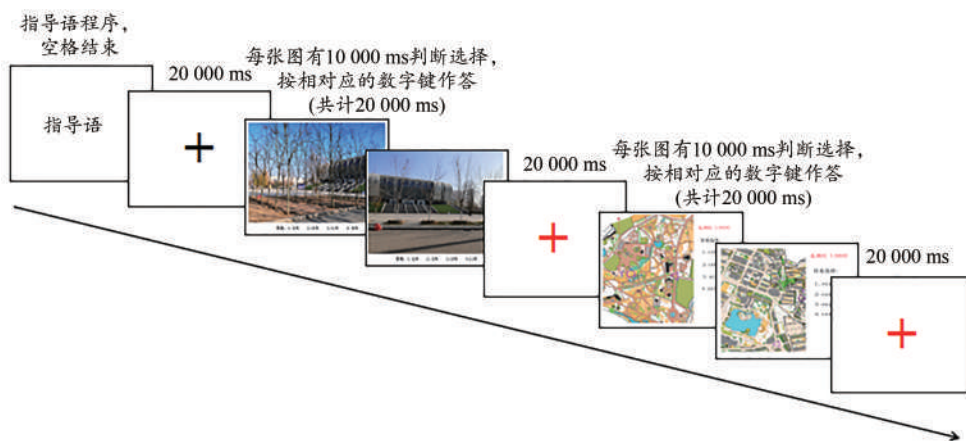 指导语程序，
空格结束
指导语
20 000 ms
每张图有10 000 ms判断选择，
按相对应的数字键作答
(共计20 000 ms)
20 000 ms
每张图有10 000 ms判断选择，
按相对应的数字键作答
(共计20 000 ms)
20 000 ms